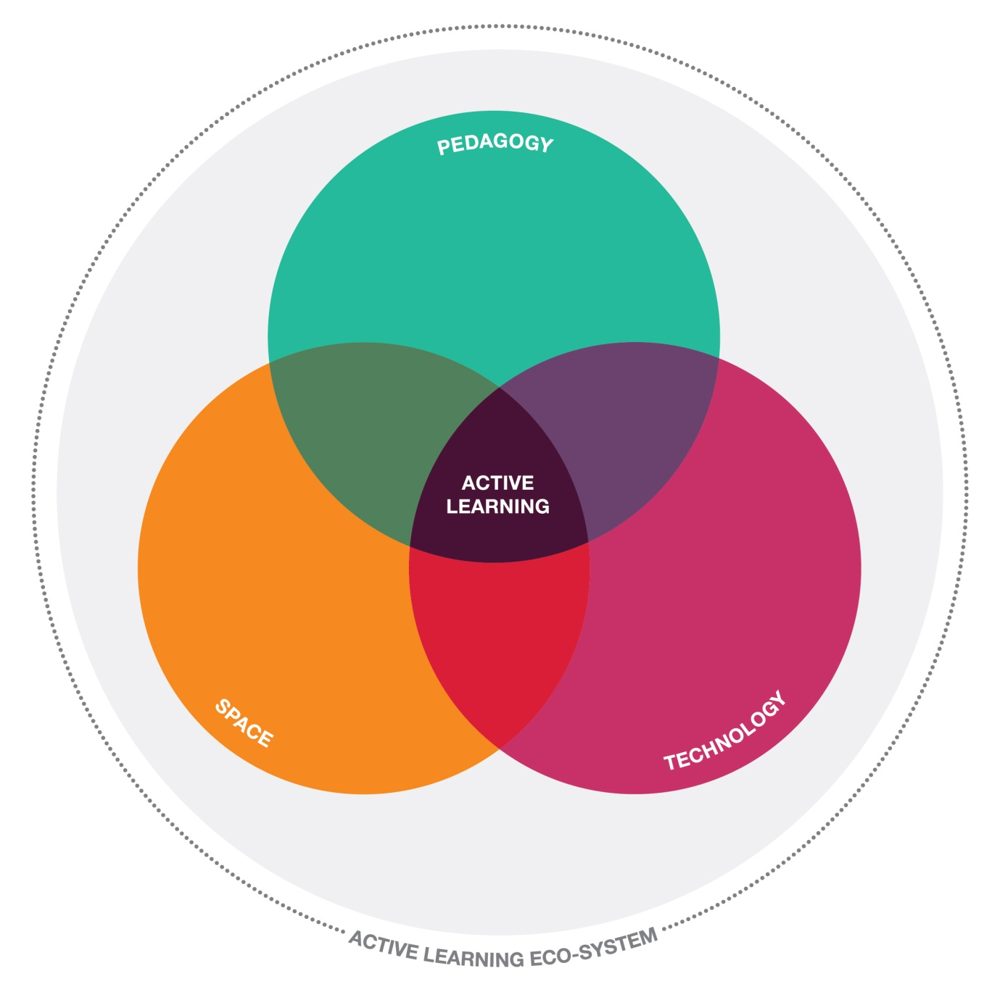 PEDAGOGY
ACTIVE
LEARNING
SPACE
TECHNOLOGY
ACTIVE LEARNING ECO-SYSTEM